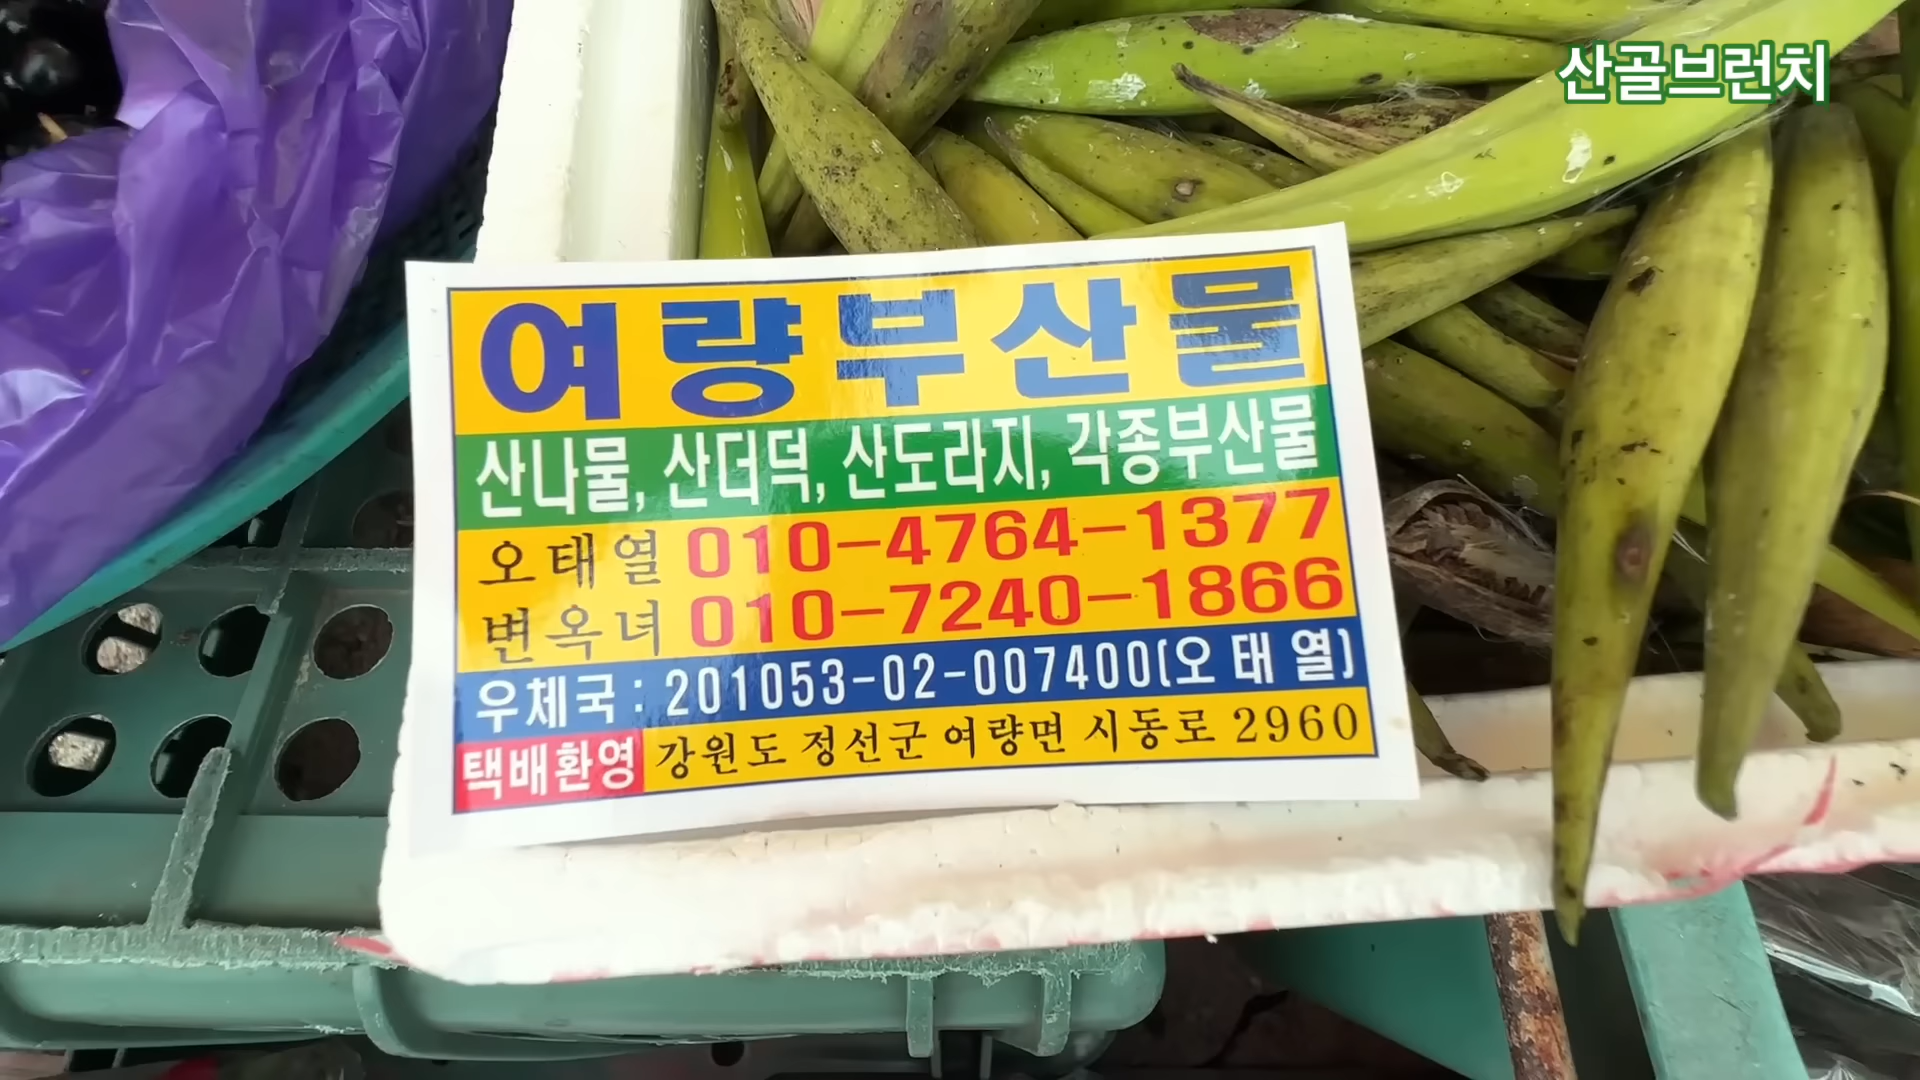 산골브런치
여량부산물
산나물, 산더덕, 산도라지, 각종부산물
오태열 010-4764-1377
변옥녀 010-7240-1866
우체국 : 201053-02-007400(오태열)
택배환영 강원도 정선군 여량면 시동로 2960